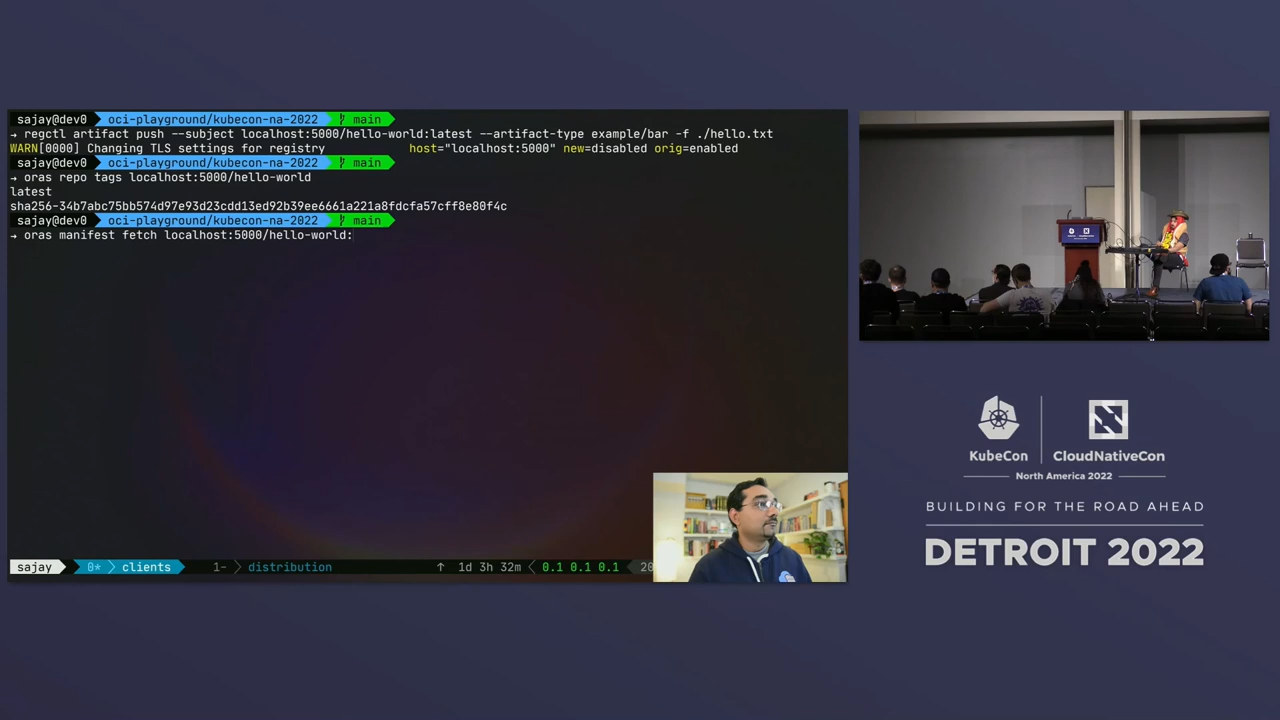 sajay@dev0 oci-playground/kubecon-na-2022 main
→ regctl artifact push --subject localhost:5000/hello-world:latest --artifact-type example/bar -f ./hello.txt
WARN[0000] Changing TLS settings for registry host="localhost:5000" new=disabled orig=enabled
sajay@dev0 oci-playground/kubecon-na-2022 main
→ oras repo tags localhost:5000/hello-world
latest
sha256-34b7abc75bb574d97e93d23cdd13ed92b39ee6661a221a8fdcfa57cff8e80f4c
sajay@dev0 oci-playground/kubecon-na-2022 main
→ oras manifest fetch localhost:5000/hello-world:
sajay 0* clients 1- distribution ↑ 1d 3h 32m 0.1 0.1 0.1 20
KubeCon CloudNativeCon
North America 2022
BUILDING FOR THE ROAD AHEAD
DETROIT 2022